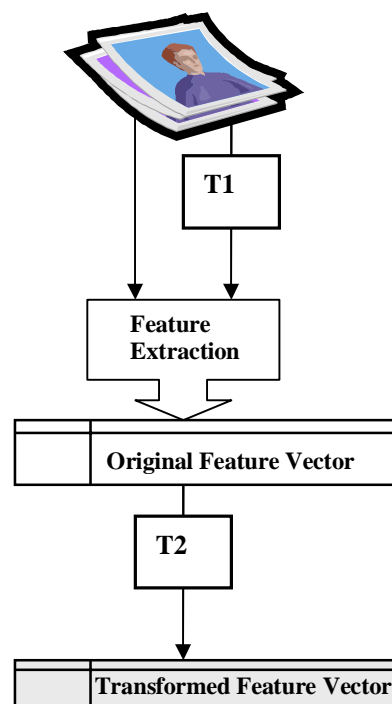 T1
Feature
Extraction
Original Feature Vector
T2
Transformed Feature Vector